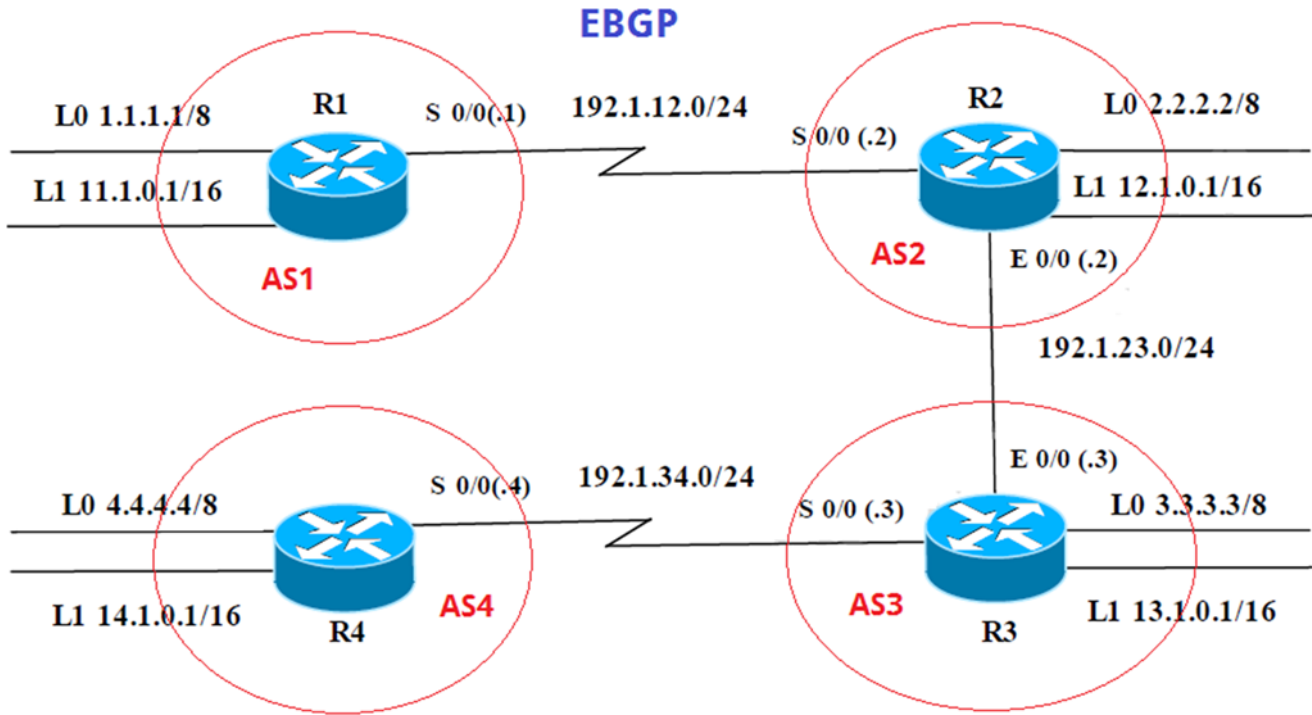 EBGP
R1
L0 1.1.1.1/8
S 0/0(.1)
L1 11.1.0.1/16
AS1
192.1.12.0/24
R2
S 0/0 (.2)
L0 2.2.2.2/8
L1 12.1.0.1/16
AS2
E 0/0 (.2)
192.1.23.0/24
L0 4.4.4.4/8
S 0/0(.4)
L1 14.1.0.1/16
R4
AS4
192.1.34.0/24
E 0/0 (.3)
S 0/0 (.3)
L0 3.3.3.3/8
AS3
R3
L1 13.1.0.1/16